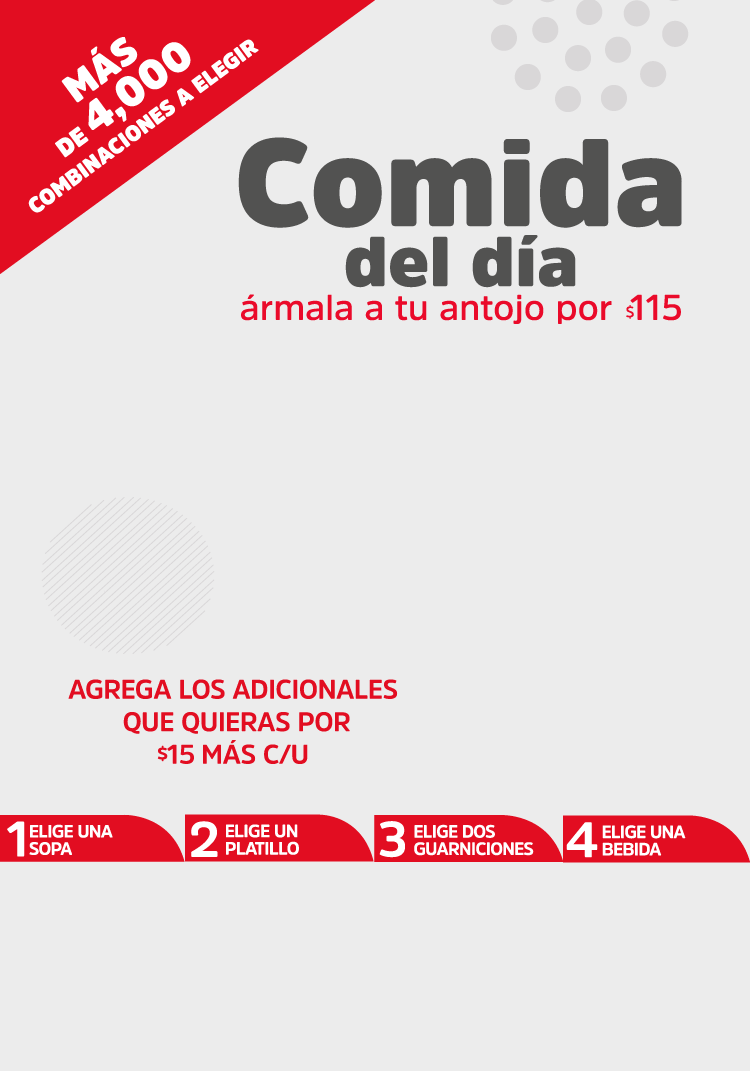 MÁS
DE 4,000
COMBINACIONES A ELEGIR
Comida
del día
ármala a tu antojo por $115
AGREGA LOS ADICIONALES
QUE QUIERAS POR
$15 MÁS C/U
1 ELIGE UNA
SOPA
2 ELIGE UN
PLATILLO
3 ELIGE DOS
GUARNICIONES
4 ELIGE UNA
BEBIDA